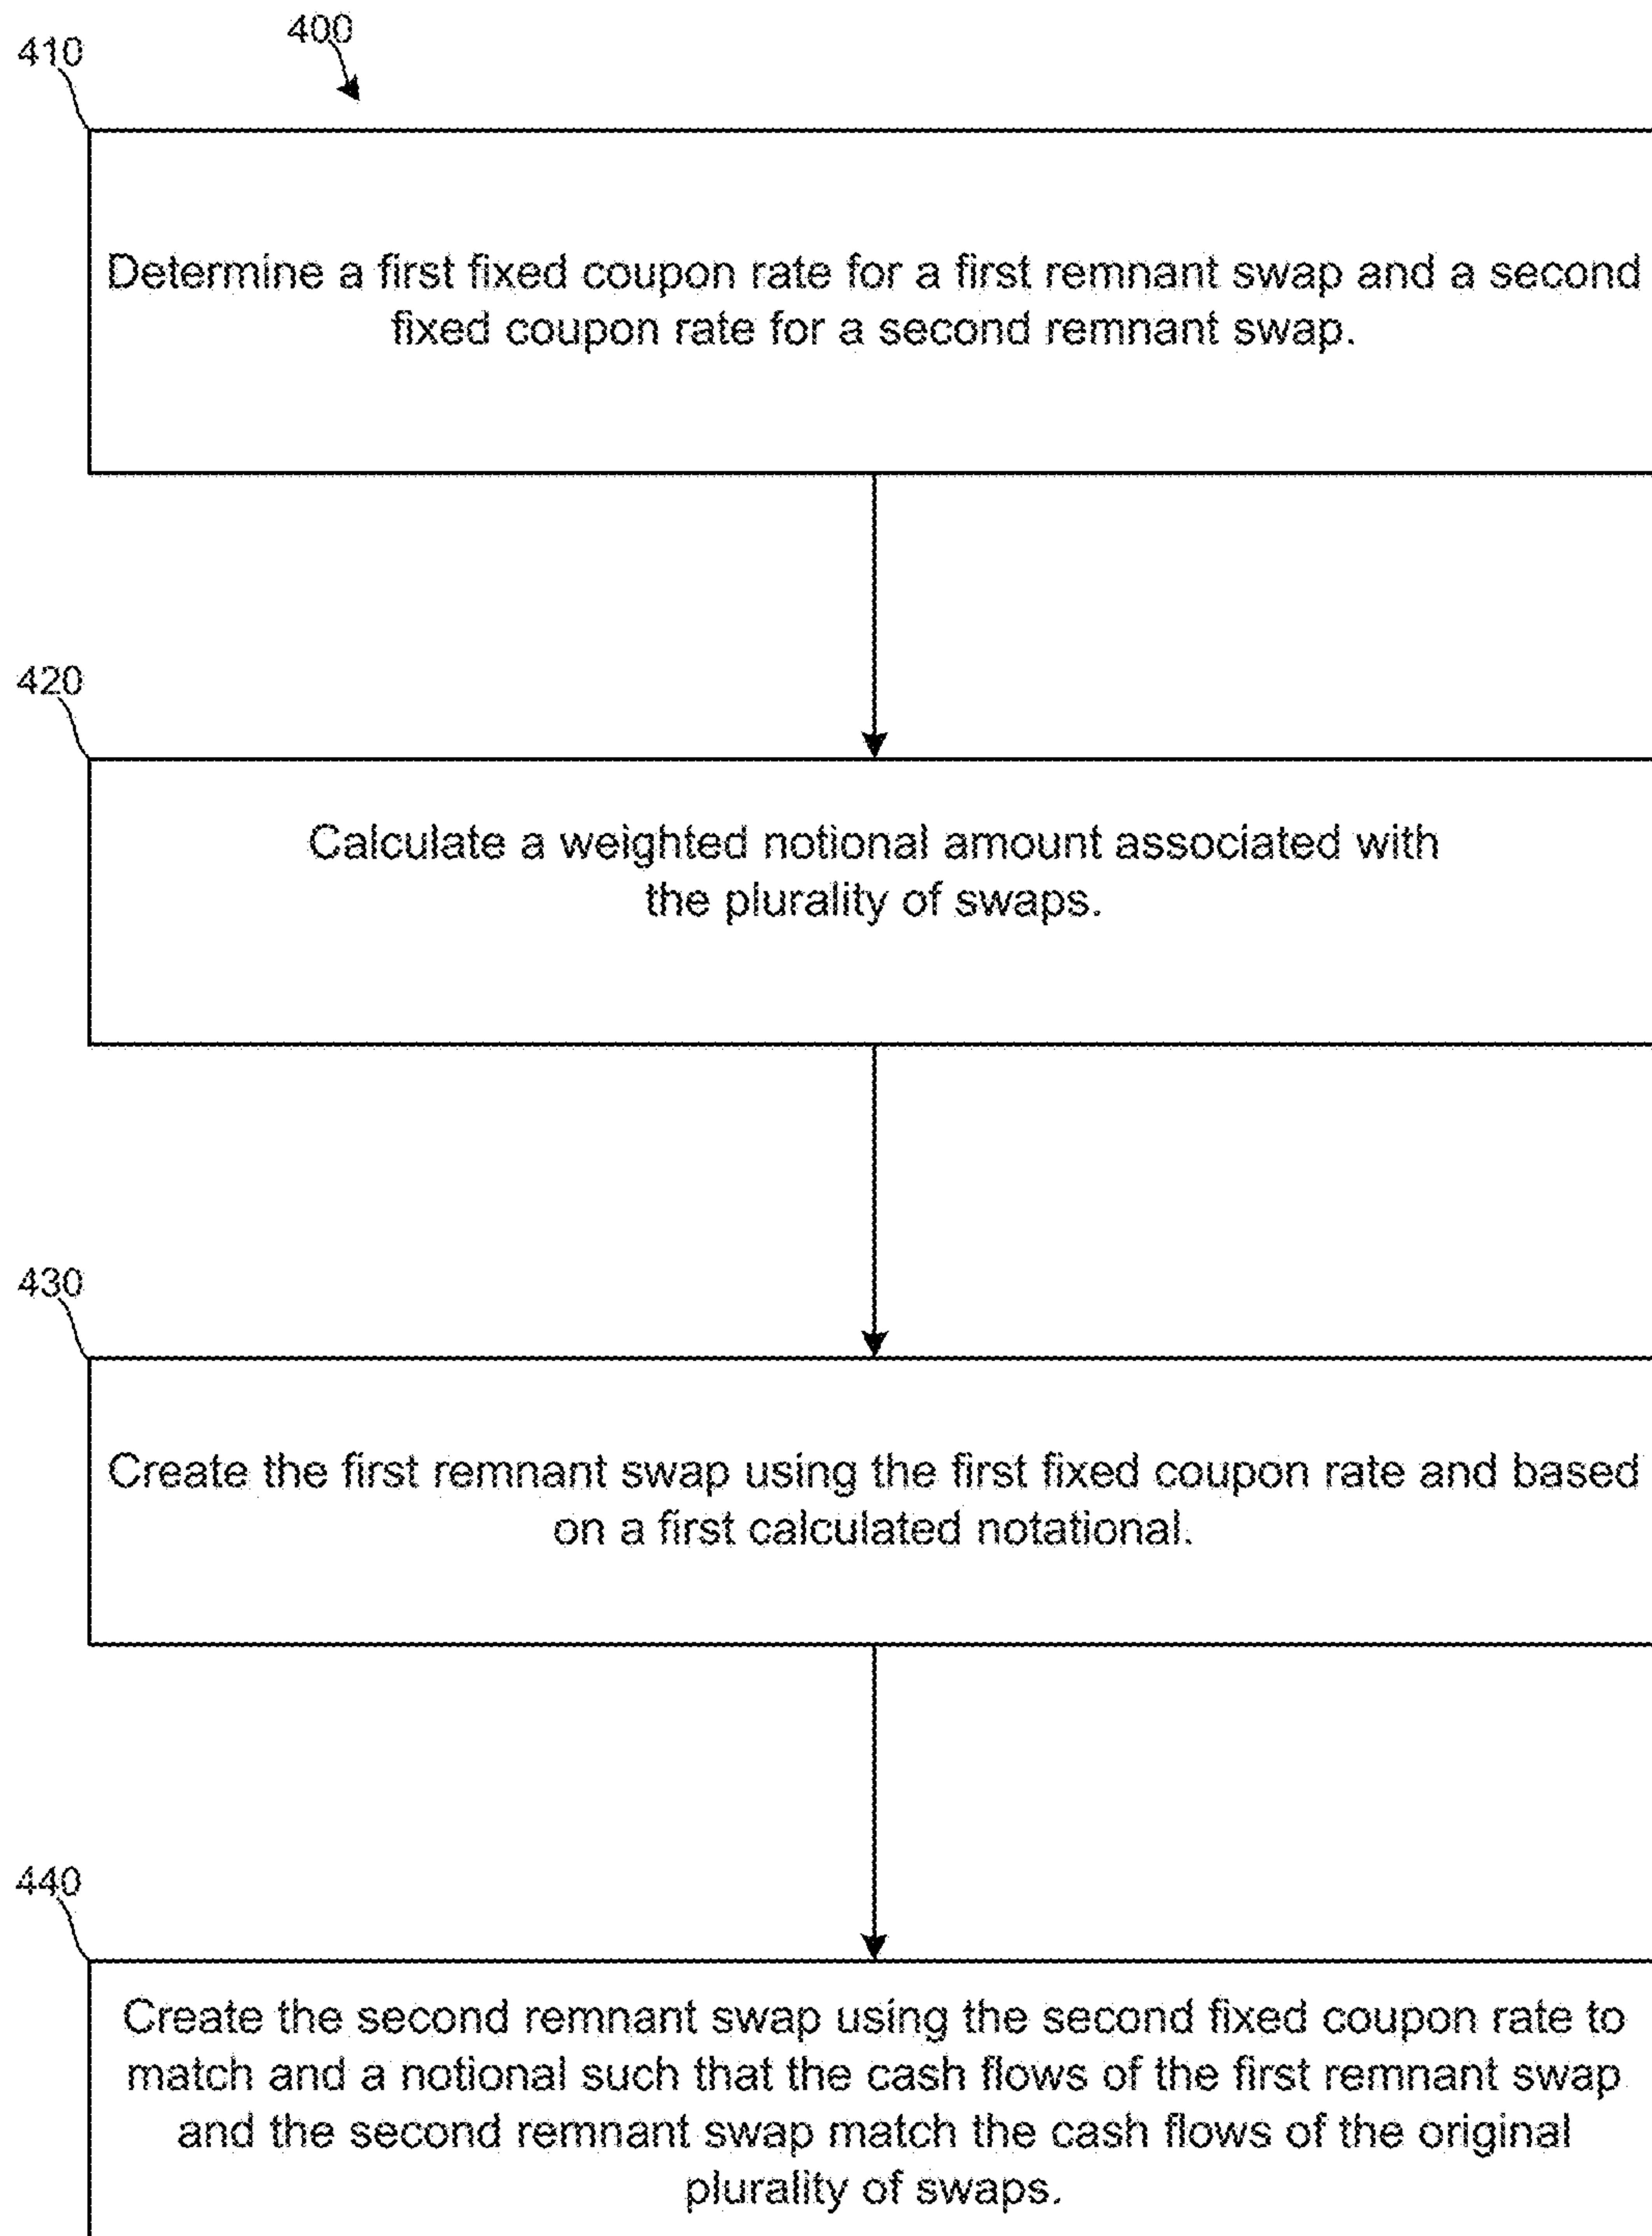 400
410
Determine a first fixed coupon rate for a first remnant swap and a second
fixed coupon rate for a second remnant swap.
420
Calculate a weighted notional amount associated with
the plurality of swaps.
430
Create the first remnant swap using the first fixed coupon rate and based
on a first calculated notational.
440
Create the second remnant swap using the second fixed coupon rate to
match and a notional such that the cash flows of the first remnant swap
and the second remnant swap match the cash flows of the original
plurality of swaps.